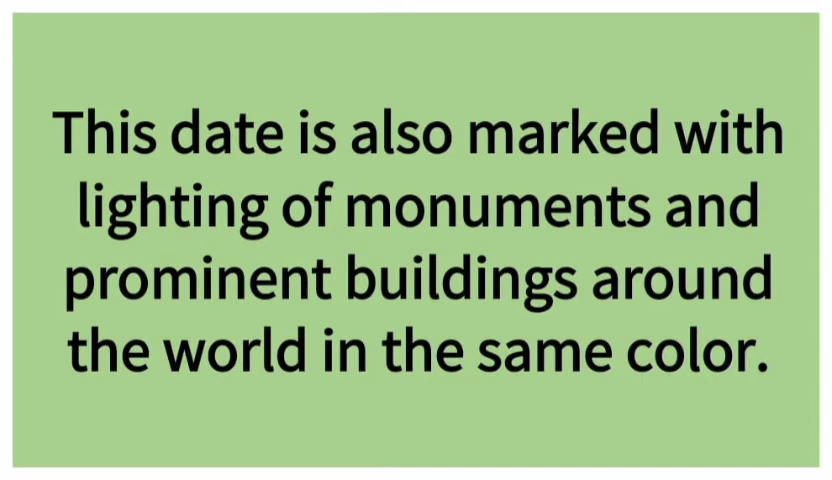 This date is also marked with
lighting of monuments and
prominent buildings around
the world in the same color.